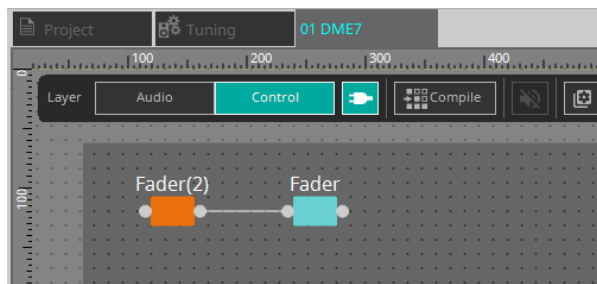 Project Tuning 01 DME7
100 200 300 400
0
Layer Audio Control Compile
100
Fader(2) Fader